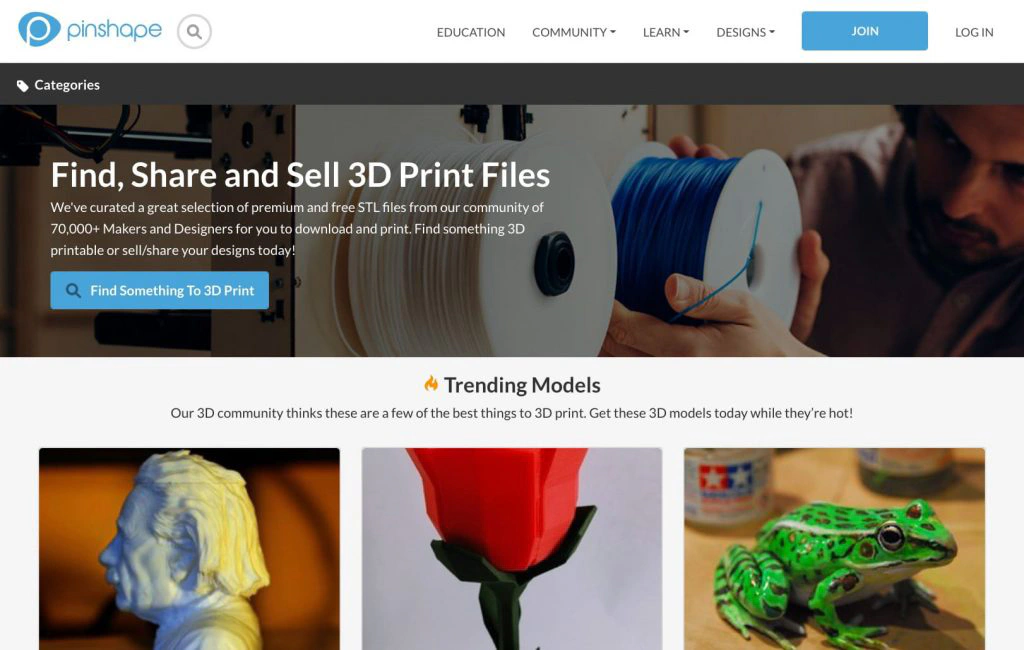 pinshape
EDUCATION
COMMUNITY
LEARN
DESIGNS
JOIN
LOG IN
Categories
Find, Share and Sell 3D Print Files
We've curated a great selection of premium and free STL files from our community of
70,000+ Makers and Designers for you to download and print. Find something 3D
printable or sell/share your designs today!
Find Something To 3D Print
Trending Models
Our 3D community thinks these are a few of the best things to 3D print. Get these 3D models today while they’re hot!
TAMIYA